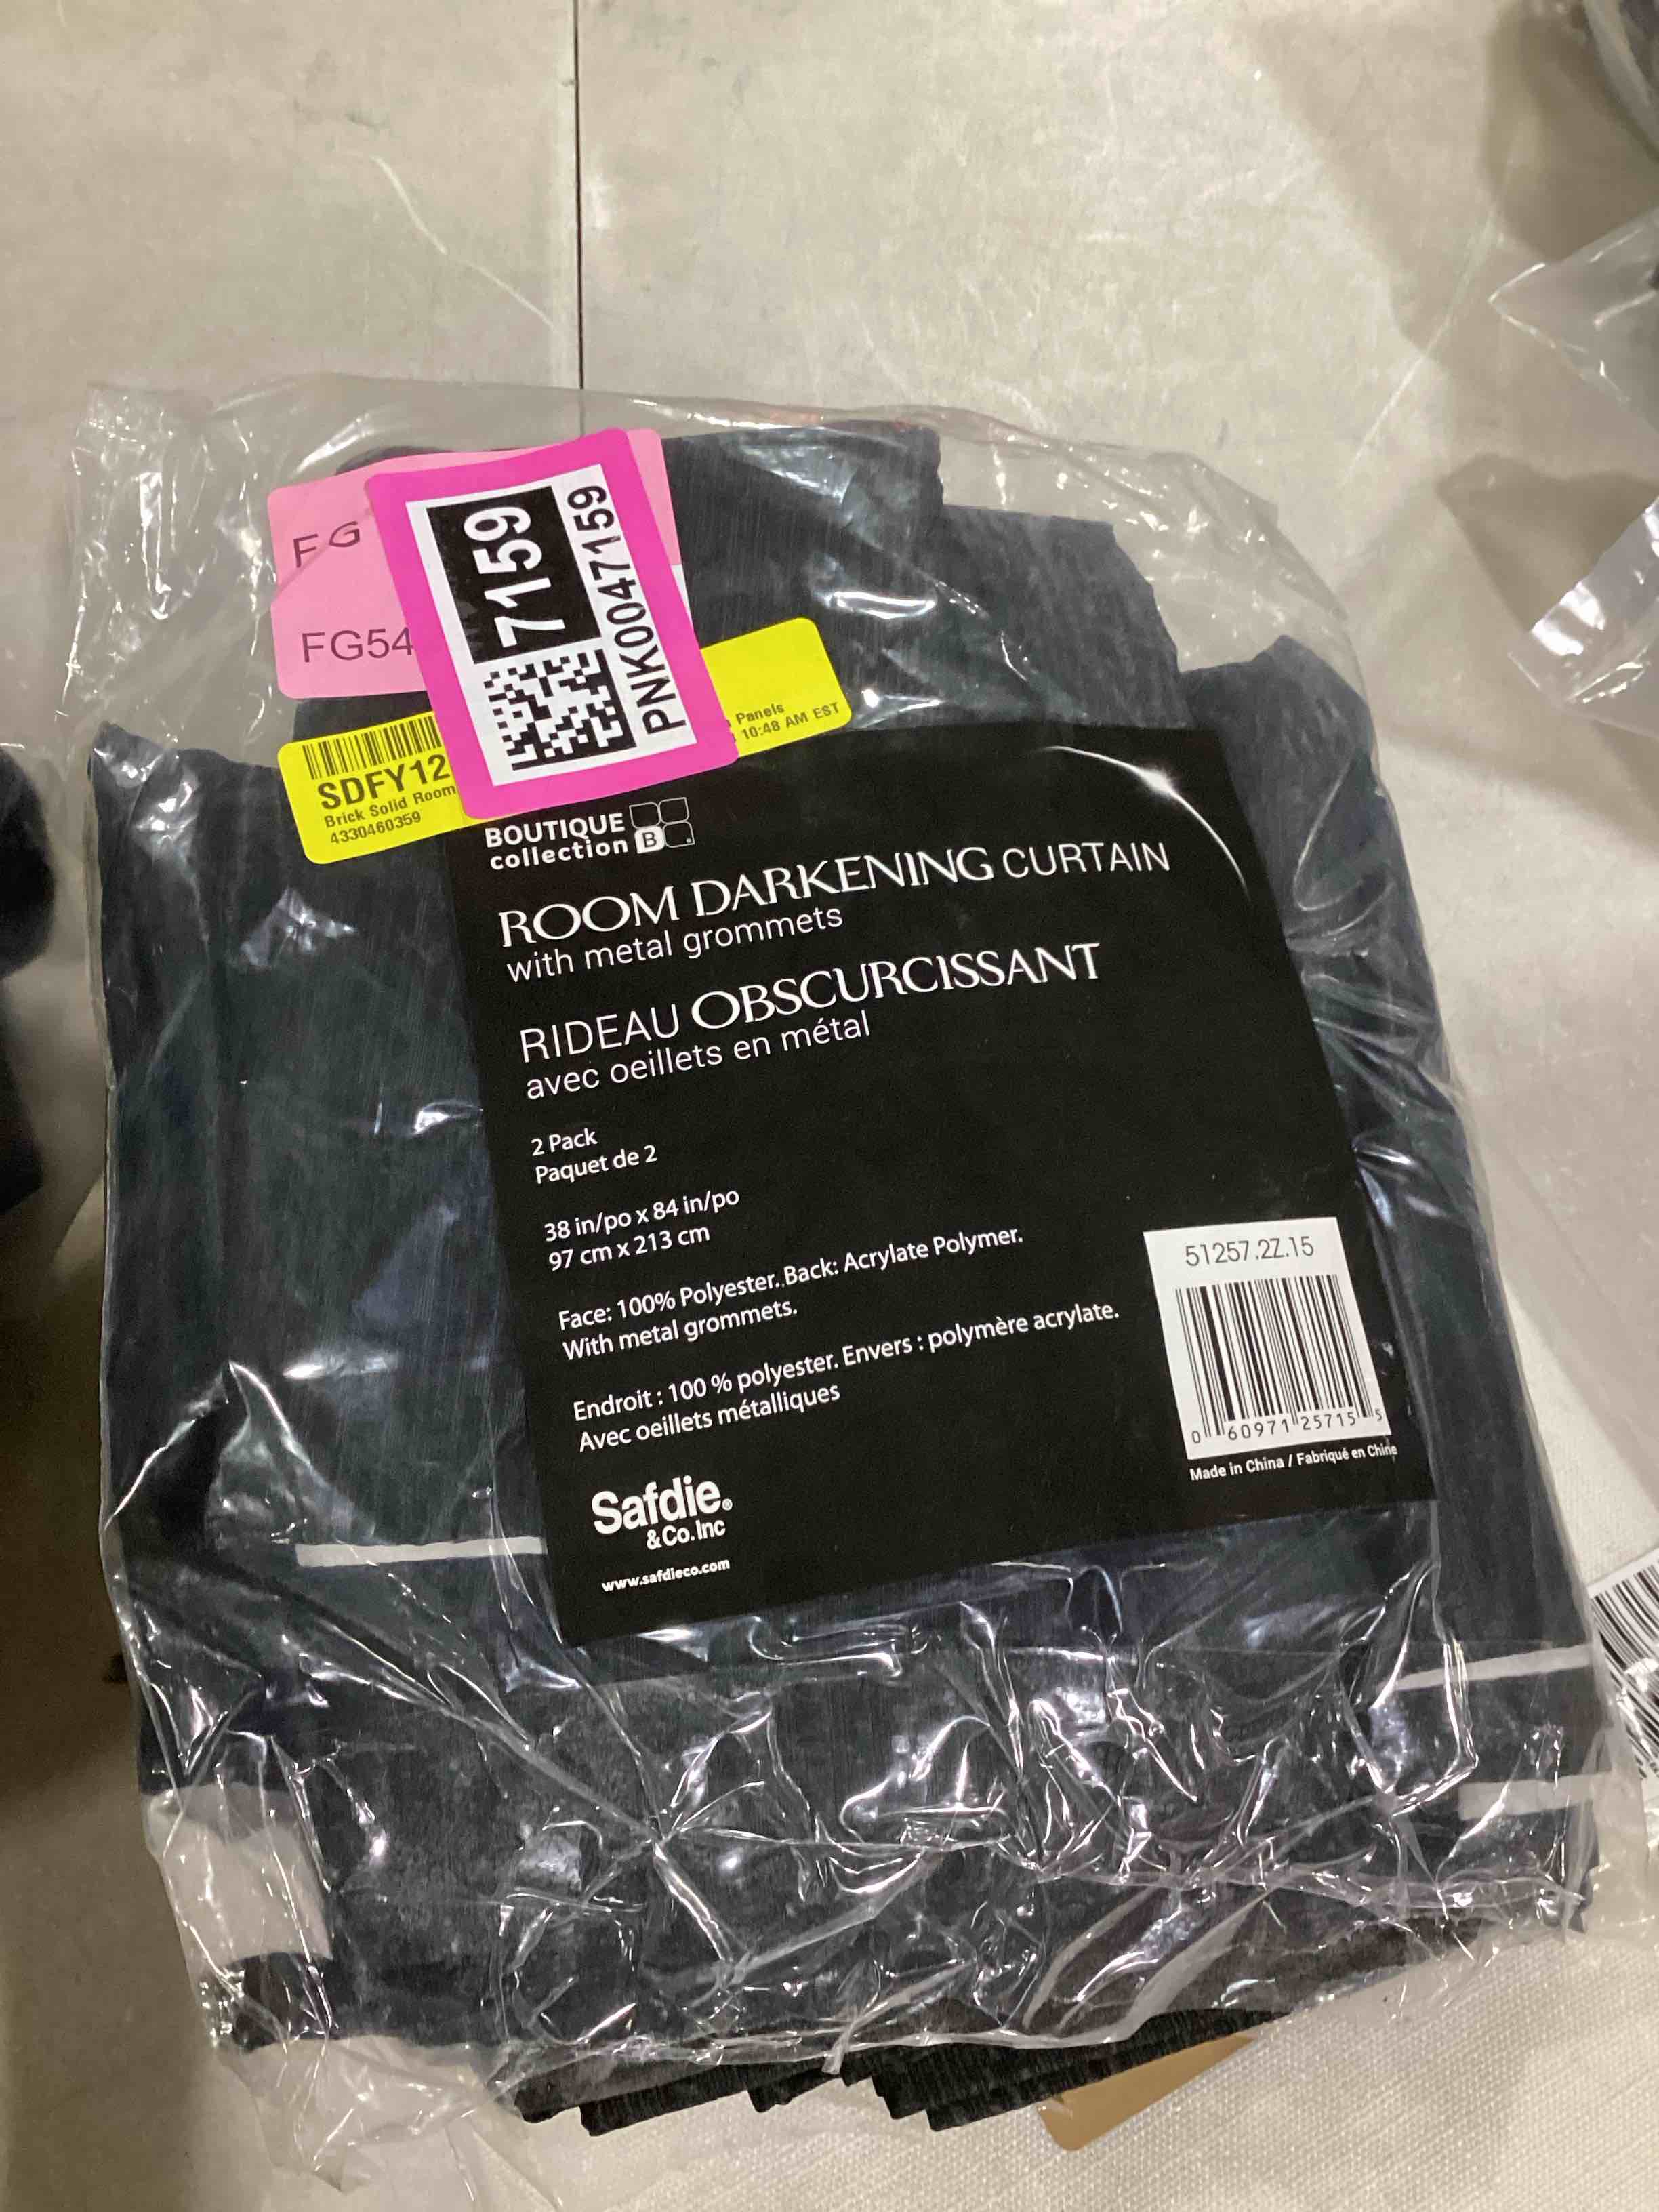 FG
FG54
7159
PNK0047159
SDFY12
Brick Solid Room
4330460359
Panels
10:48 AM EST
BOUTIQUE
collection B
ROOM DARKENING CURTAIN
with metal grommets
RIDEAU OBSCURCISSANT
avec oeillets en métal
2 Pack
Paquet de 2
38 in/po x 84 in/po
97 cm x 213 cm
Face: 100% Polyester. Back: Acrylate Polymer.
With metal grommets.
Endroit : 100 % polyester. Envers : polymère acrylate.
Avec oeillets métalliques
51257.2Z.15
0 60971 25715 5
Made in China / Fabriqué en Chine
Safdie®
& Co. Inc
www.safdieco.com